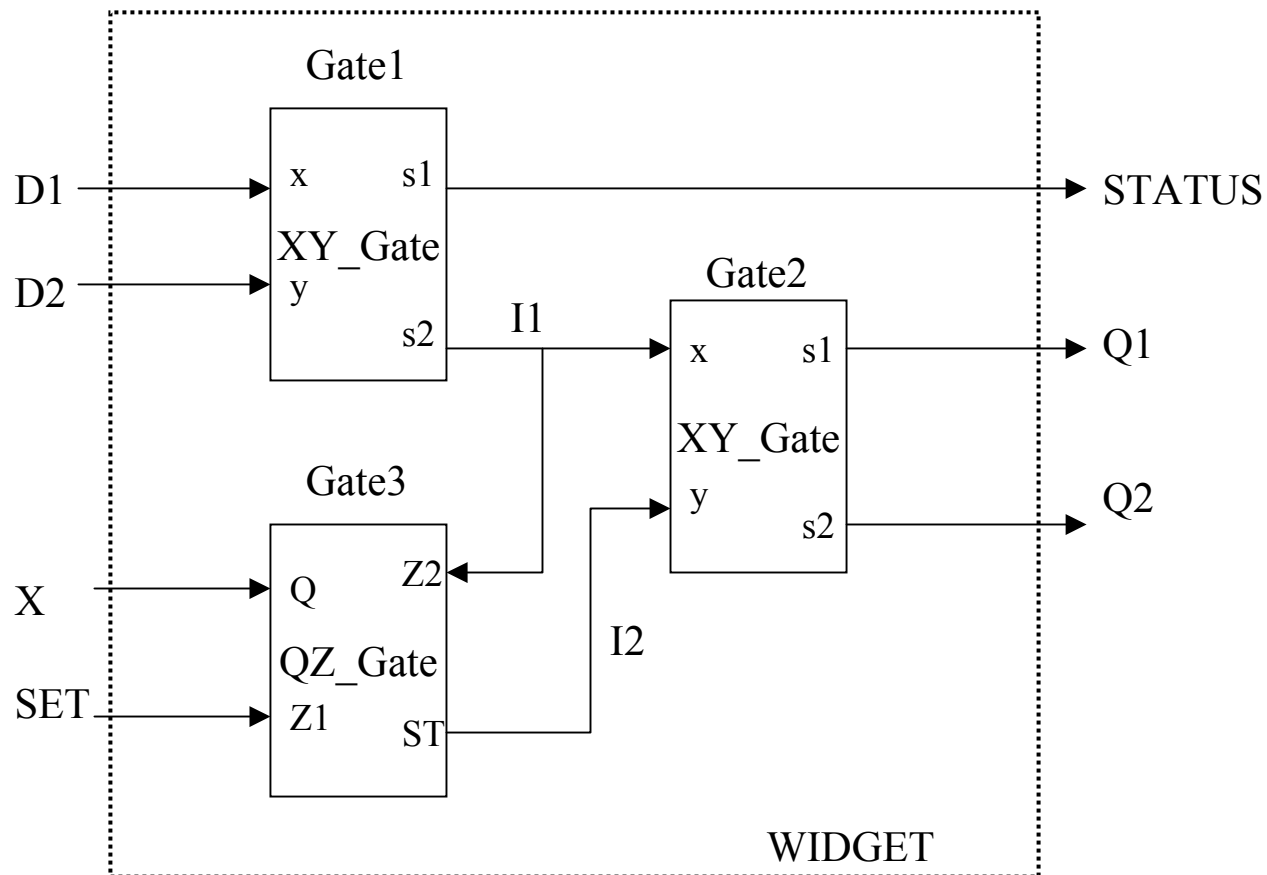 Gate1
D1
x
s1
STATUS
XY_Gate
D2
y
s2
I1
Gate2
x
s1
Q1
XY_Gate
y
s2
Q2
Gate3
X
Q
Z2
QZ_Gate
I2
SET
Z1
ST
WIDGET